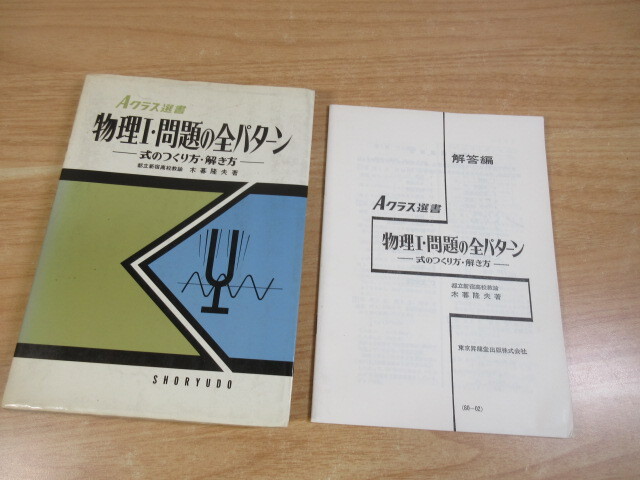 Aクラス選書
物理I・問題の全パターン
式のつくり方・解き方
都立新宿高校教諭 木暮隆夫著
SHORYUDO
解答編
Aクラス選書
物理I・問題の全パターン
式のつくり方・解き方
都立新宿高校教諭
木暮隆夫著
東京昇龍堂出版株式会社
(68-02)